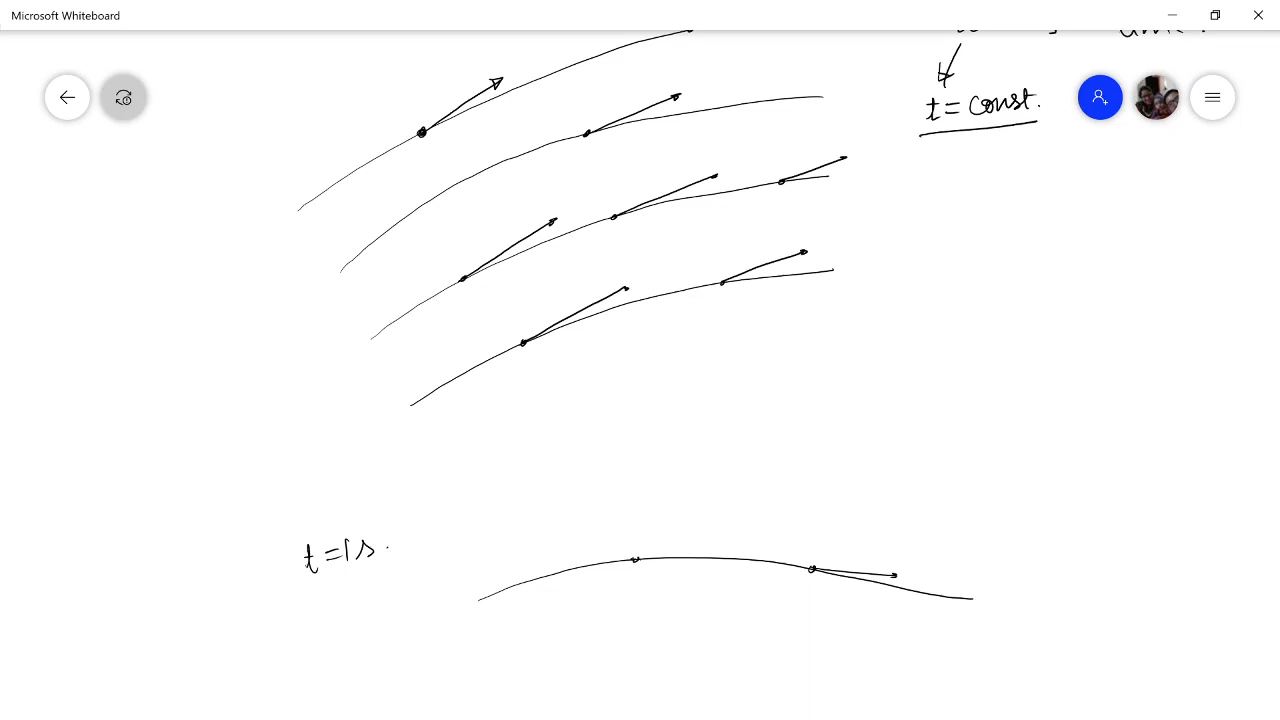 Microsoft Whiteboard
t = const.
t = 1 s.